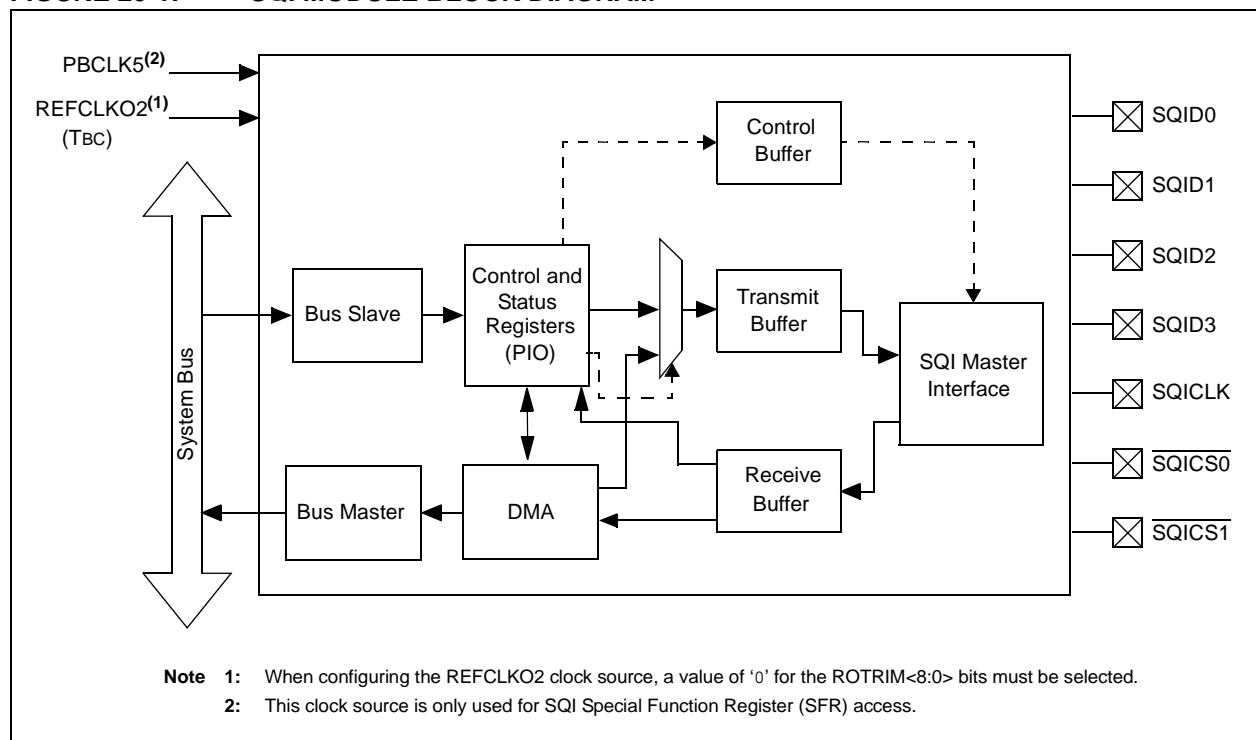 PBCLK5(2)
REFCLKO2(1)
(TBC)
System Bus
Bus Slave
Control and
Status
Registers
(PIO)
Control
Buffer
Transmit
Buffer
SQI Master
Interface
Bus Master
DMA
Receive
Buffer
SQID0
SQID1
SQID2
SQID3
SQICLK
SQICS0
SQICS1
Note 1: When configuring the REFCLKO2 clock source, a value of ‘0’ for the ROTRIM<8:0> bits must be selected.
2: This clock source is only used for SQI Special Function Register (SFR) access.